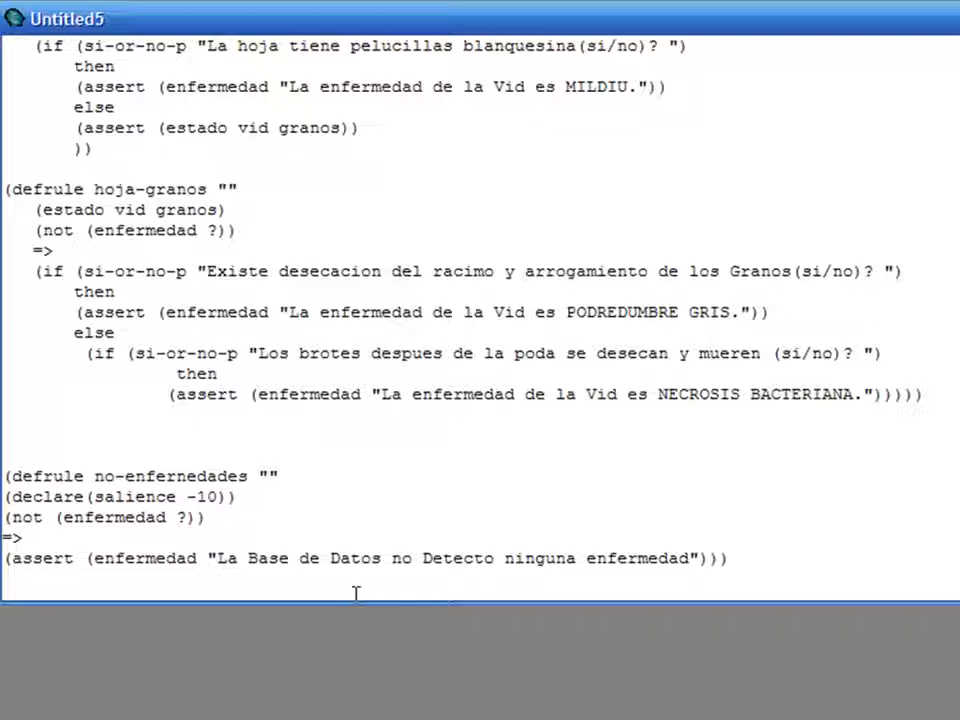 Untitled5
(if (si-or-no-p "La hoja tiene pelucillas blanquesina(si/no)? ")
then
(assert (enfermedad "La enfermedad de la Vid es MILDIU."))
else
(assert (estado vid granos))
))
(defrule hoja-granos ""
(estado vid granos)
(not (enfermedad ?))
=>
(if (si-or-no-p "Existe desecacion del racimo y arrogamiento de los Granos(si/no)? ")
then
(assert (enfermedad "La enfermedad de la Vid es PODREDUMBRE GRIS."))
else
(if (si-or-no-p "Los brotes despues de la poda se desecan y mueren (si/no)? ")
then
(assert (enfermedad "La enfermedad de la Vid es NECROSIS BACTERIANA.")))))
(defrule no-enfernedades ""
(declare(salience -10))
(not (enfermedad ?))
=>
(assert (enfermedad "La Base de Datos no Detecto ninguna enfermedad")))